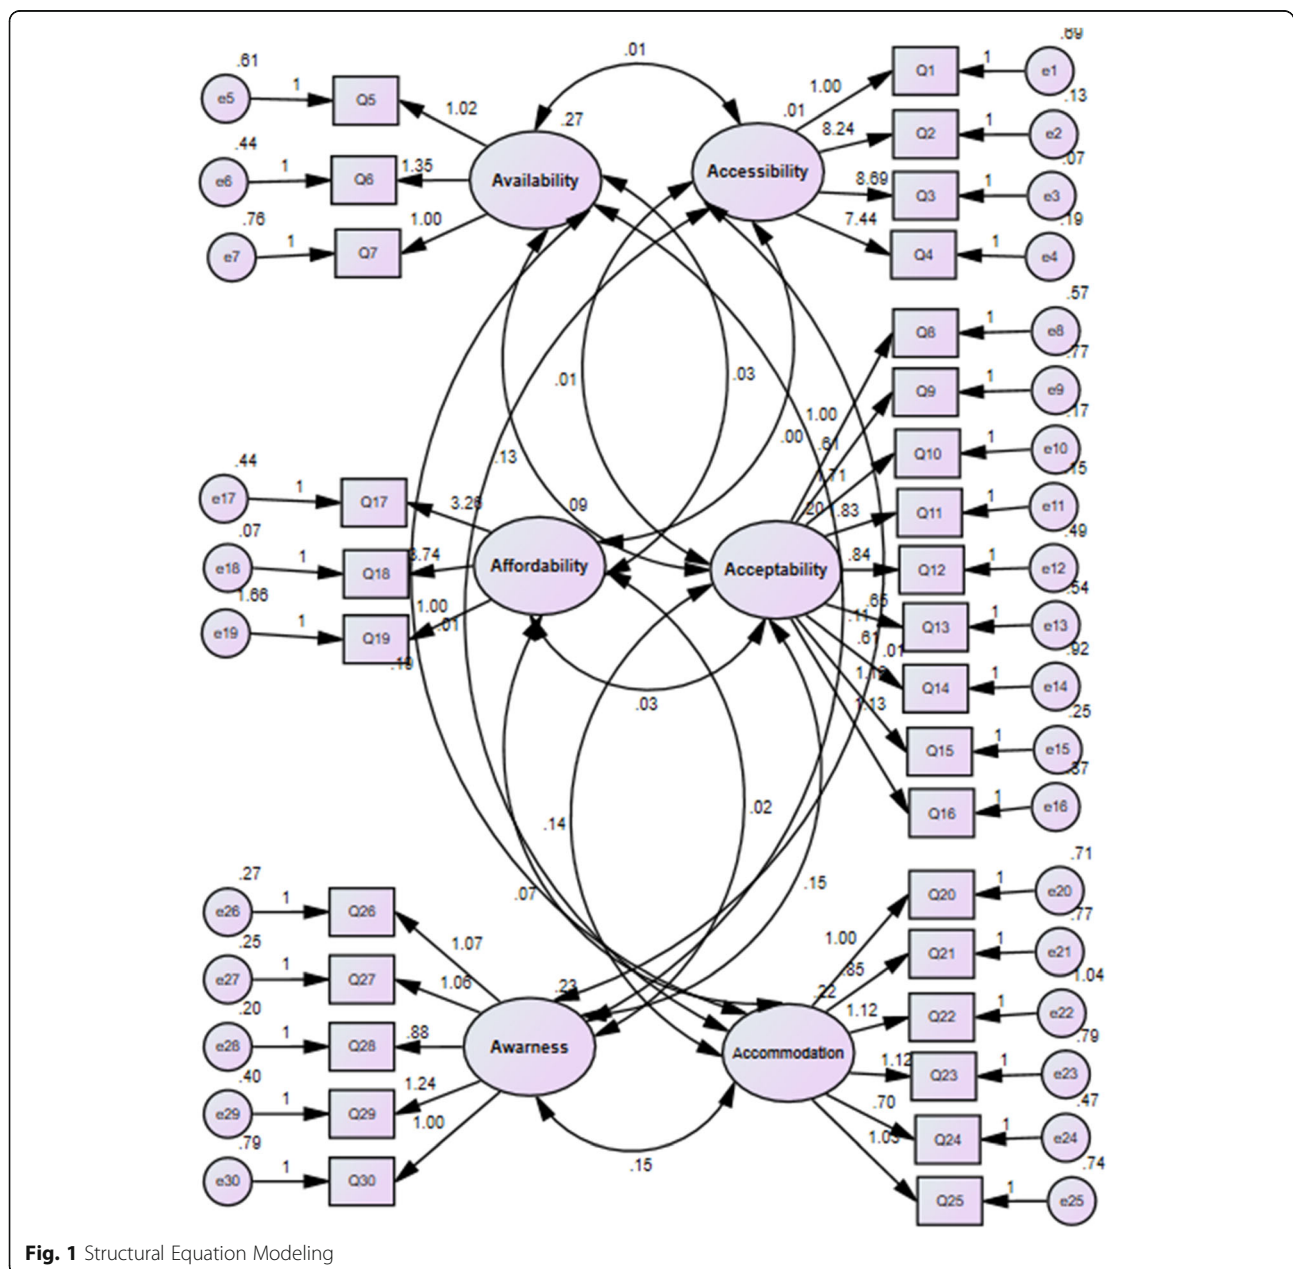 .01
.61
e5
1
Q5
1.02
.27
.44
e6
1
Q6
1.35
Availability
.76
e7
1
Q7
1.00
.69
1.00
Q1
1
e1
.01
.13
8.24
Q2
1
e2
Accessibility
.07
8.69
Q3
1
e3
.19
7.44
Q4
1
e4
.57
Q8
1
e8
.77
.01
.03
Q9
1
e9
.17
1.00
.00
.61
Q10
1
e10
.15
.13
1.71
.20
.83
Q11
1
e11
.49
.44
e17
1
Q17
3.26
.09
.07
e18
1
Q18
3.74
Affordability
1.66
e19
1
Q19
1.00
.01
.19
Acceptability
.84
Q12
1
e12
.54
.65
.11
Q13
1
e13
.92
.61
.01
Q14
1
e14
.25
1.13
Q15
1
e15
.03
Q16
1
e16
.14
.02
.07
.15
.27
e26
1
Q26
1.07
.25
e27
1
Q27
1.06
.23
.20
e28
1
Q28
.88
Awarness
.40
e29
1
Q29
1.24
.79
e30
1
Q30
1.00
.71
1.00
Q20
1
e20
.77
.85
Q21
1
e21
1.04
.22
1.12
Q22
1
e22
.79
Accommodation
1.12
Q23
1
e23
.47
.70
Q24
1
e24
.74
1.03
Q25
1
e25
.15
Fig. 1 Structural Equation Modeling